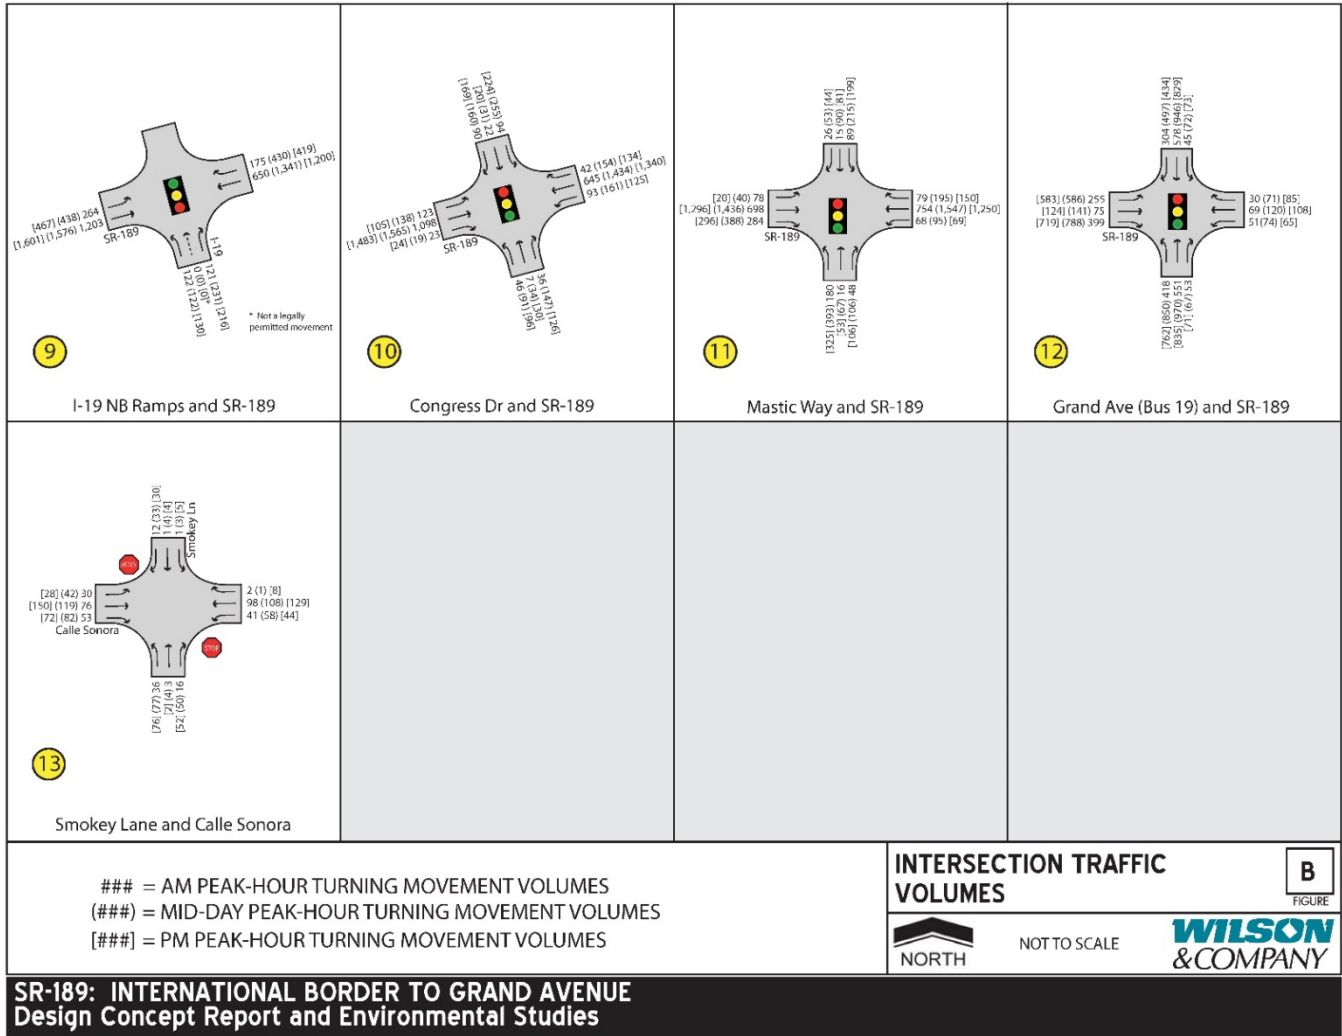 175 (430) [419]
650 (1,341) [1,200]
[467] (438) 264
[1,601] (1,576) 1,203
SR-189
I-19
122 (122) [130]
0 (0) [0]*
121 (231) [216]
* Not a legally
permitted movement
9
I-19 NB Ramps and SR-189
[169] (160) 90
[20] (31) 22
[224] (255) 94
42 (154) [134]
645 (1,434) [1,340]
93 (161) [125]
[105] (138) 123
[1,483] (1,565) 1,098
[24] (19) 23
SR-189
46 (91) [96]
7 (34) [30]
36 (147) [126]
10
Congress Dr and SR-189
26 (53) [44]
15 (90) [81]
89 (215) [199]
[20] (40) 78
[1,296] (1,436) 698
[296] (388) 284
SR-189
79 (195) [150]
754 (1,547) [1,250]
68 (95) [69]
[325] (393) 180
[53] (67) 16
[106] (106) 48
11
Mastic Way and SR-189
304 (497) [434]
578 (946) [829]
45 (72) [73]
[583] (586) 255
[124] (141) 75
[719] (788) 399
SR-189
30 (71) [85]
69 (120) [108]
51(74) [65]
[762] (850) 418
[835] (970) 551
[71] (67) 53
12
Grand Ave (Bus 19) and SR-189
12 (33) [30]
1 (4) [4]
1 (3) [5]
Smokey Ln
[28] (42) 30
[150] (119) 76
[72] (82) 53
Calle Sonora
2 (1) [8]
98 (108) [129]
41 (58) [44]
STOP
[76] (77) 36
[2] (4) 3
[52] (50) 16
13
Smokey Lane and Calle Sonora
### = AM PEAK-HOUR TURNING MOVEMENT VOLUMES
(###) = MID-DAY PEAK-HOUR TURNING MOVEMENT VOLUMES
[###] = PM PEAK-HOUR TURNING MOVEMENT VOLUMES
INTERSECTION TRAFFIC
VOLUMES
B
FIGURE
NORTH
NOT TO SCALE
WILSON
&COMPANY
SR-189: INTERNATIONAL BORDER TO GRAND AVENUE
Design Concept Report and Environmental Studies